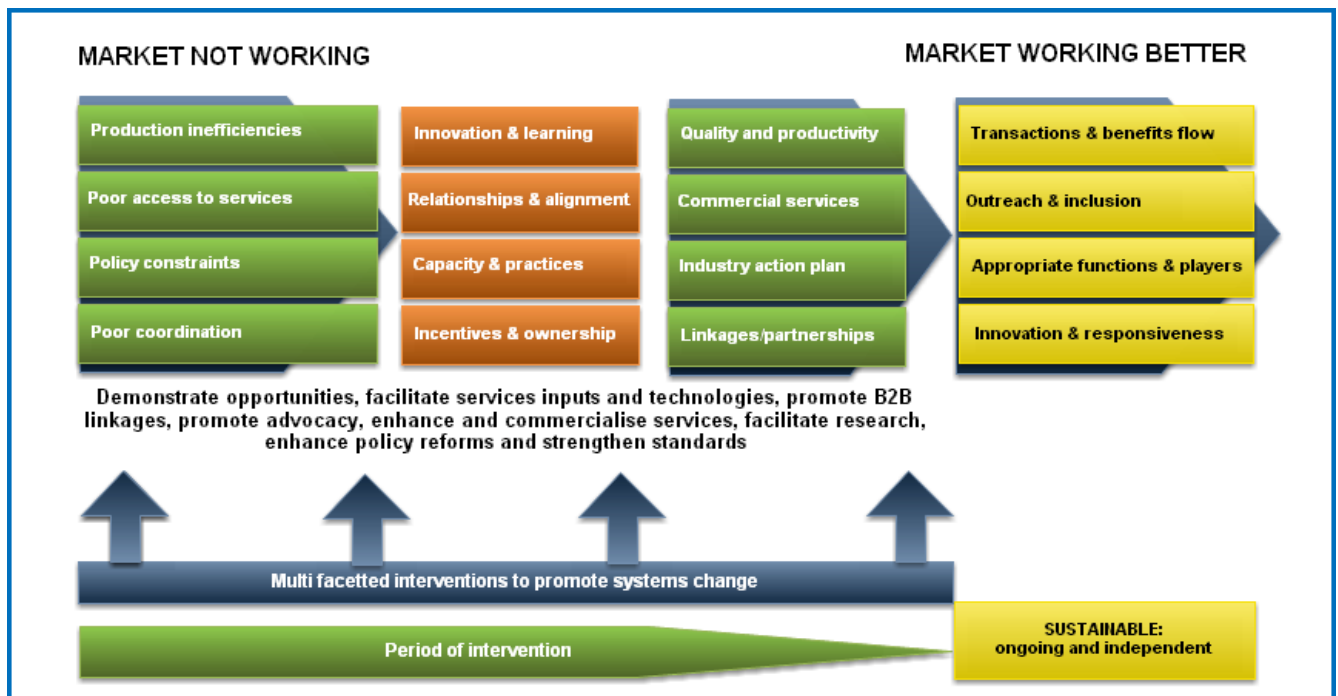 MARKET NOT WORKING
MARKET WORKING BETTER
Production inefficiencies
Poor access to services
Policy constraints
Poor coordination
Innovation & learning
Relationships & alignment
Capacity & practices
Incentives & ownership
Quality and productivity
Commercial services
Industry action plan
Linkages/partnerships
Transactions & benefits flow
Outreach & inclusion
Appropriate functions & players
Innovation & responsiveness
Demonstrate opportunities, facilitate services inputs and technologies, promote B2B
linkages, promote advocacy, enhance and commercialise services, facilitate research,
enhance policy reforms and strengthen standards
Multi facetted interventions to promote systems change
Period of intervention
SUSTAINABLE:
ongoing and independent